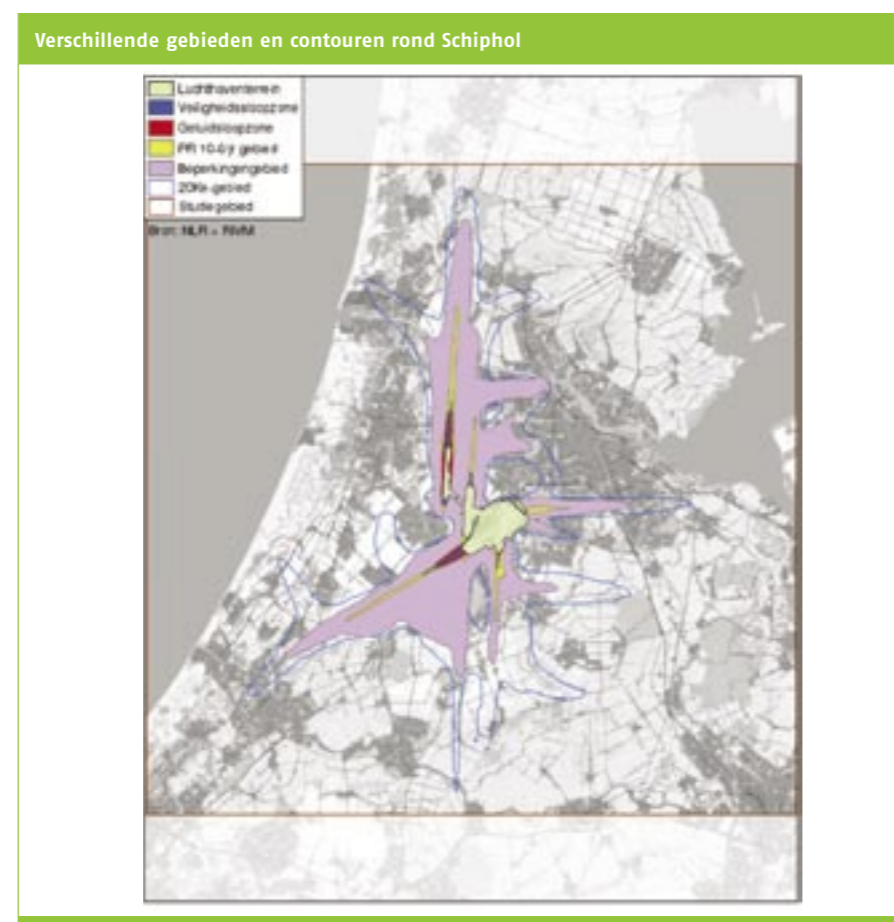 Verschillende gebieden en contouren rond Schiphol
Luchthaventerrein
Veiligheidssloopzone
Geluidsloopzone
PR 10-6/jr gebied
Beperkingengebied
20Ke-gebied
Studiegebied
Bron: NLR + RIVM